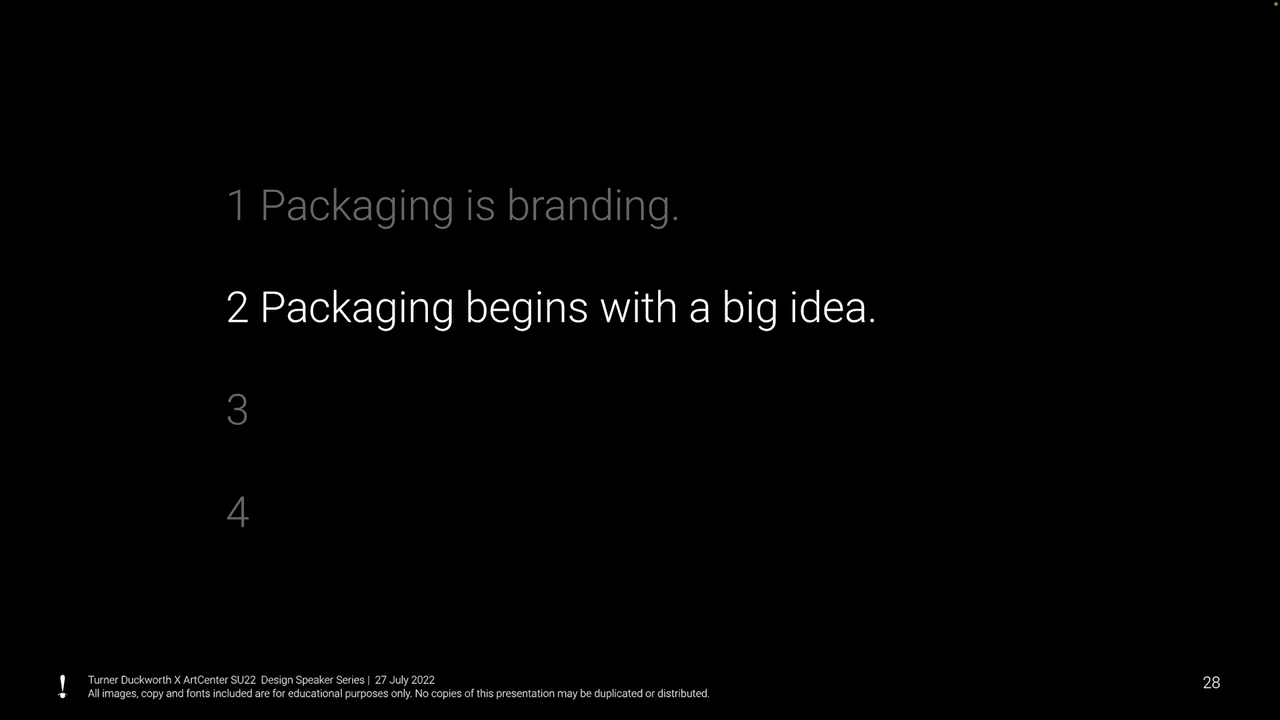 1 Packaging is branding.
2 Packaging begins with a big idea.
3
4
Turner Duckworth X ArtCenter SU22 Design Speaker Series | 27 July 2022
All images, copy and fonts included are for educational purposes only. No copies of this presentation may be duplicated or distributed.
28